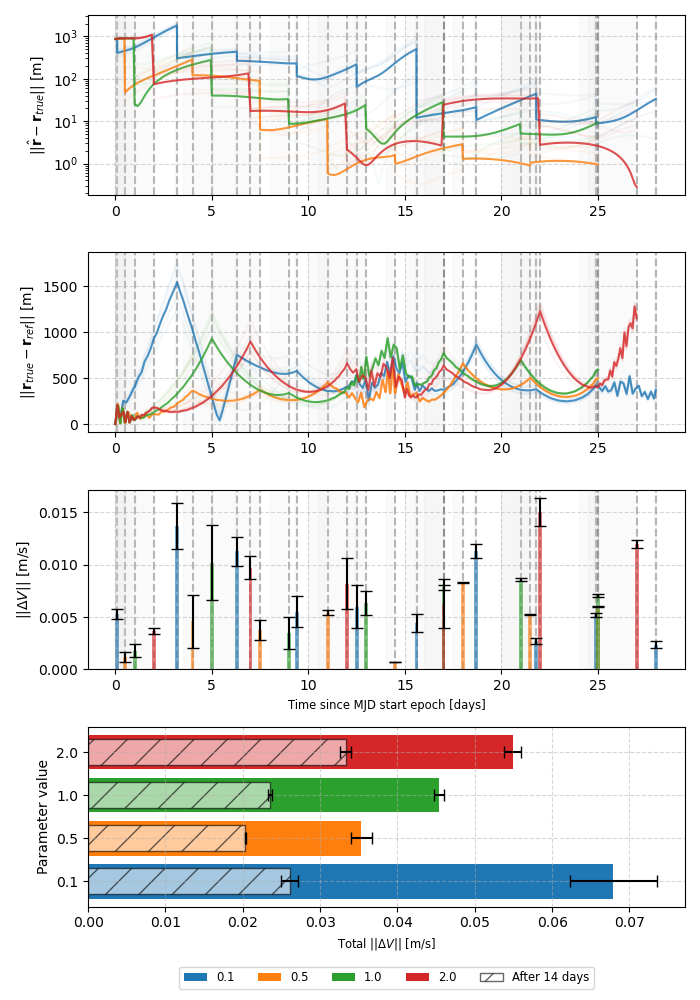 ||r̂ − r_true|| [m]
10³
10²
10¹
10⁰
0 5 10 15 20 25
||r_true − r_ref|| [m]
1500
1000
500
0
0 5 10 15 20 25
||ΔV|| [m/s]
0.015
0.010
0.005
0.000
0 5 10 15 20 25
Time since MJD start epoch [days]
Parameter value
2.0
1.0
0.5
0.1
0.00 0.01 0.02 0.03 0.04 0.05 0.06 0.07
Total ||ΔV|| [m/s]
0.1 0.5 1.0 2.0 After 14 days